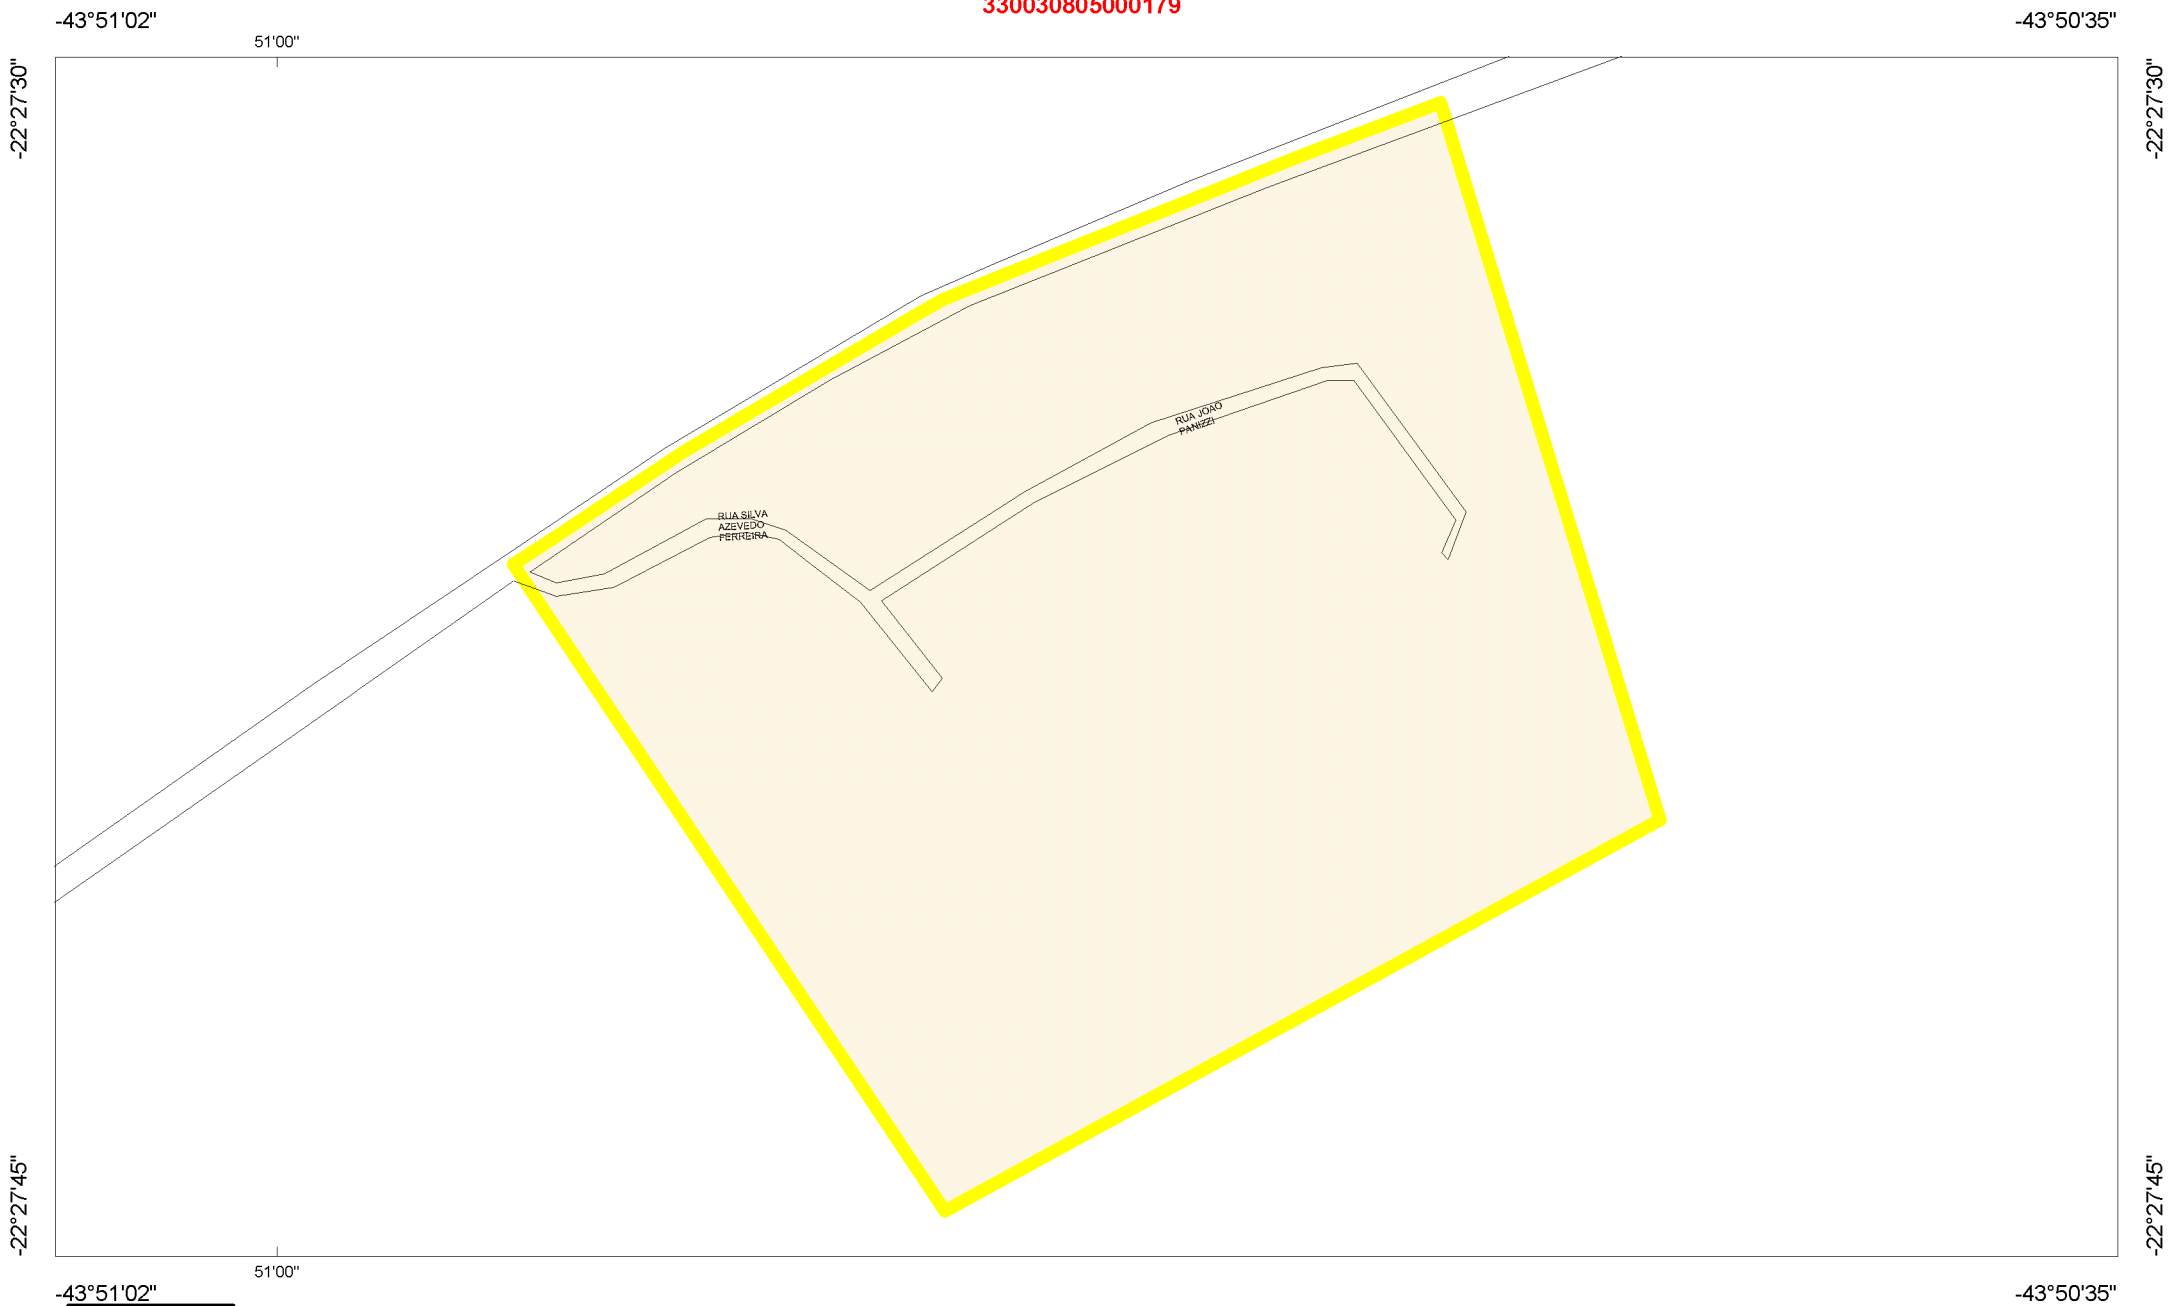 330030805000179
-43°51'02"
-43°50'35"
51'00"
-22°27'30"
-22°27'30"
RUA JOAO
PANIZZI
RUA SILVA
AZEVEDO
FERREIRA
-22°27'45"
-22°27'45"
51'00"
-43°51'02"
-43°50'35"